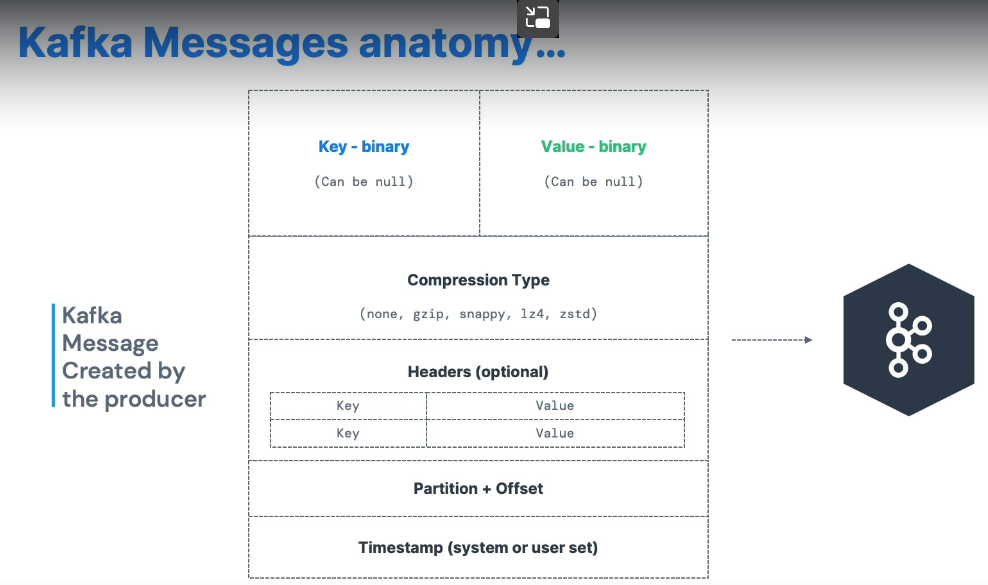 Kafka Messages anatomy...
Key - binary
Value - binary
(Can be null)
(Can be null)
Compression Type
(none, gzip, snappy, lz4, zstd)
Kafka
Message
Created by
the producer
Headers (optional)
Key
Value
Key
Value
Partition + Offset
Timestamp (system or user set)